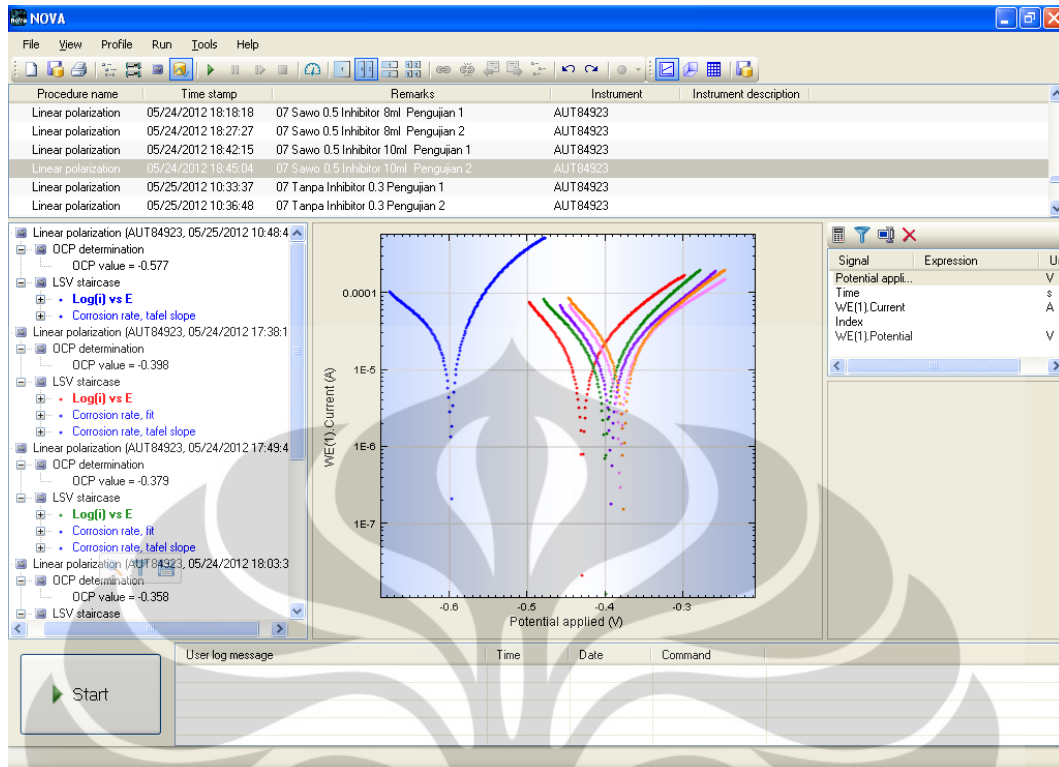 NOVA
File View Profile Run Tools Help
Procedure name Time stamp Remarks Instrument Instrument description
Linear polarization 05/24/2012 18:18:18 07 Sawo 0.5 Inhibitor 8ml Pengujian 1 AUT84923
Linear polarization 05/24/2012 18:27:27 07 Sawo 0.5 Inhibitor 8ml Pengujian 2 AUT84923
Linear polarization 05/24/2012 18:42:15 07 Sawo 0.5 Inhibitor 10ml Pengujian 1 AUT84923
Linear polarization 05/24/2012 18:45:04 07 Sawo 0.5 Inhibitor 10ml Pengujian 2 AUT84923
Linear polarization 05/25/2012 10:33:37 07 Tanpa Inhibitor 0.3 Pengujian 1 AUT84923
Linear polarization 05/25/2012 10:36:48 07 Tanpa Inhibitor 0.3 Pengujian 2 AUT84923
Linear polarization (AUT84923, 05/25/2012 10:48:4
OCP determination
OCP value = -0.577
LSV staircase
Log(i) vs E
Corrosion rate, tafel slope
Linear polarization (AUT84923, 05/24/2012 17:38:1
OCP determination
OCP value = -0.398
LSV staircase
Log(i) vs E
Corrosion rate, fit
Corrosion rate, tafel slope
Linear polarization (AUT84923, 05/24/2012 17:49:4
OCP determination
OCP value = -0.379
LSV staircase
Log(i) vs E
Corrosion rate, fit
Corrosion rate, tafel slope
Linear polarization (AUT84923, 05/24/2012 18:03:3
OCP determination
OCP value = -0.358
LSV staircase
WE(1).Current (A)
0.0001
1E-5
1E-6
1E-7
-0.6 -0.5 -0.4 -0.3
Potential applied (V)
Signal Expression U
Potential appli... V
Time s
WE(1).Current A
Index
WE(1).Potential V
Start
User log message Time Date Command